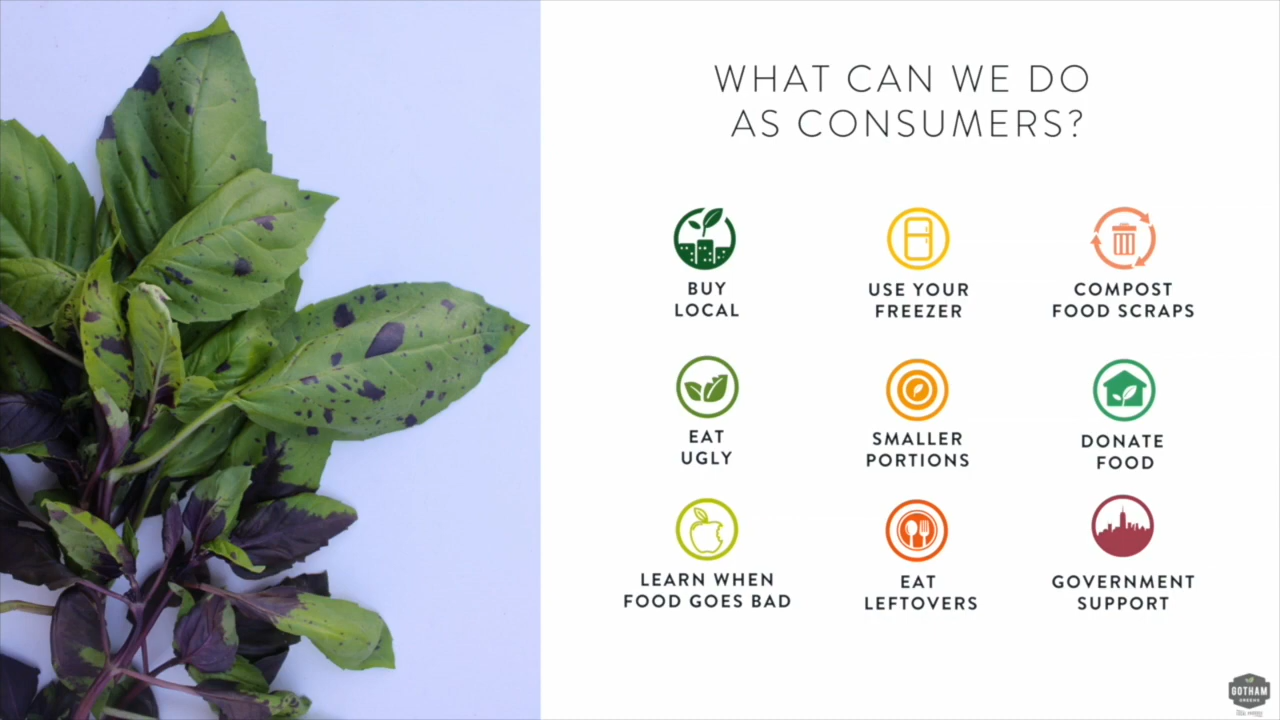 WHAT CAN WE DO
AS CONSUMERS?
BUY
LOCAL
USE YOUR
FREEZER
COMPOST
FOOD SCRAPS
EAT
UGLY
SMALLER
PORTIONS
DONATE
FOOD
LEARN WHEN
FOOD GOES BAD
EAT
LEFTOVERS
GOVERNMENT
SUPPORT
GOTHAM
GREENS